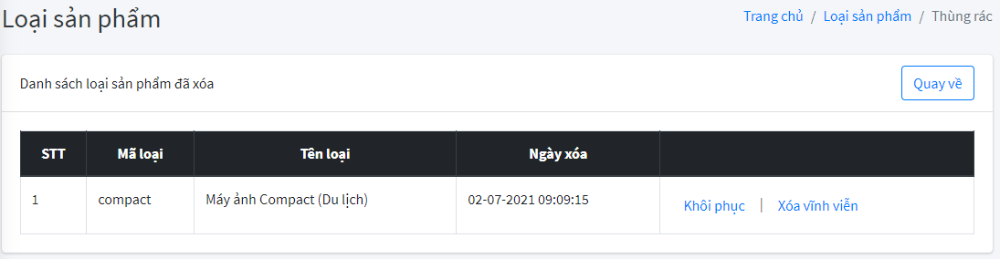 Loại sản phẩm
Trang chủ / Loại sản phẩm / Thùng rác
Danh sách loại sản phẩm đã xóa
Quay về
STT Mã loại Tên loại Ngày xóa
1 compact Máy ảnh Compact (Du lịch) 02-07-2021 09:09:15 Khôi phục | Xóa vĩnh viễn